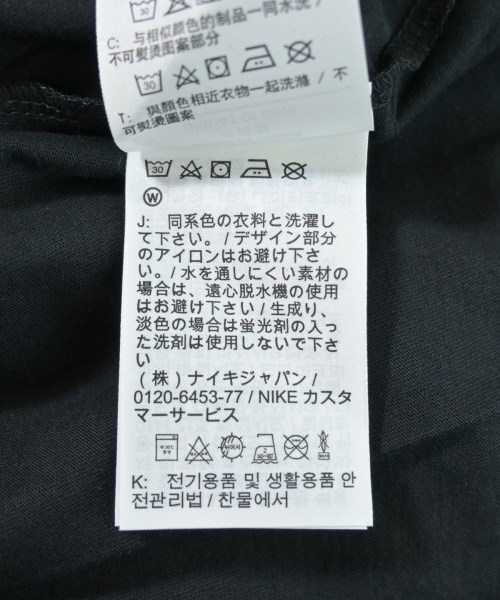 C: 与相似颜色的制品一同水洗 /
不可熨烫图案部分
30
T: 與顏色相近衣物一起洗滌 / 不
可熨燙圖案
30
W
J: 同系色の衣料と洗濯し
て下さい。/ デザイン部分
のアイロンはお避け下さ
い。/ 水を通しにくい素材の
場合は、遠心脱水機の使用
はお避け下さい / 生成り、
淡色の場合は蛍光剤の入っ
た洗剤は使用しないで下さ
い
(株) ナイキジャパン /
0120-6453-77 / NIKE カスタ
マーサービス
K: 전기용품 및 생활용품 안
전관리법 / 찬물에서